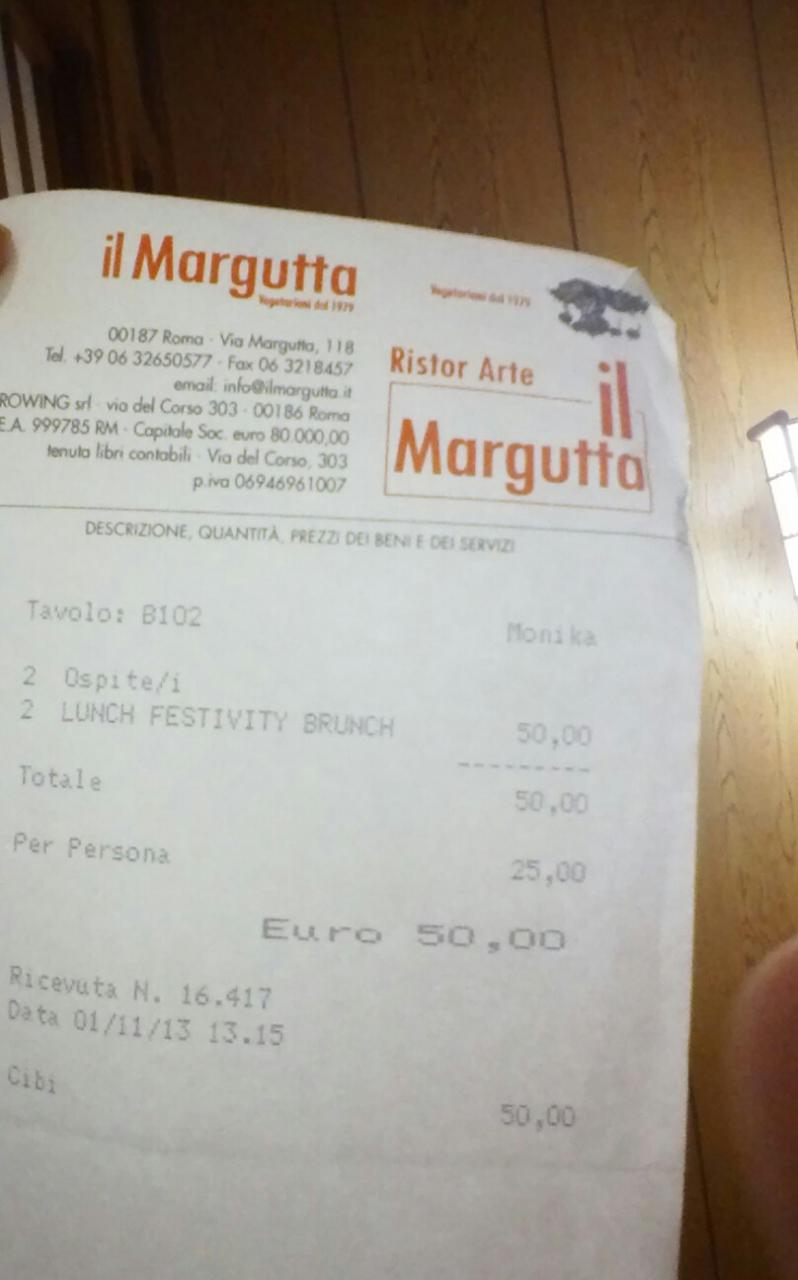 il Margutta
Vegetariani dal 1979
00187 Roma · Via Margutta, 118
Tel. +39 06 32650577 · Fax 06 3218457
email: info@ilmargutta.it
ROWING srl · via del Corso 303 · 00186 Roma
E.A. 999785 RM · Capitale Soc. euro 80.000,00
tenuta libri contabili · Via del Corso, 303
p.iva 06946961007
Vegetariani dal 1979
Ristor Arte
il
Margutta
DESCRIZIONE, QUANTITÀ, PREZZI DEI BENI E DEI SERVIZI
Tavolo: B102 Monika
2 Ospite/i
2 LUNCH FESTIVITY BRUNCH 50,00
---------
Totale 50,00
Per Persona 25,00
Euro 50,00
Ricevuta N. 16.417
Data 01/11/13 13.15
Cibi 50,00